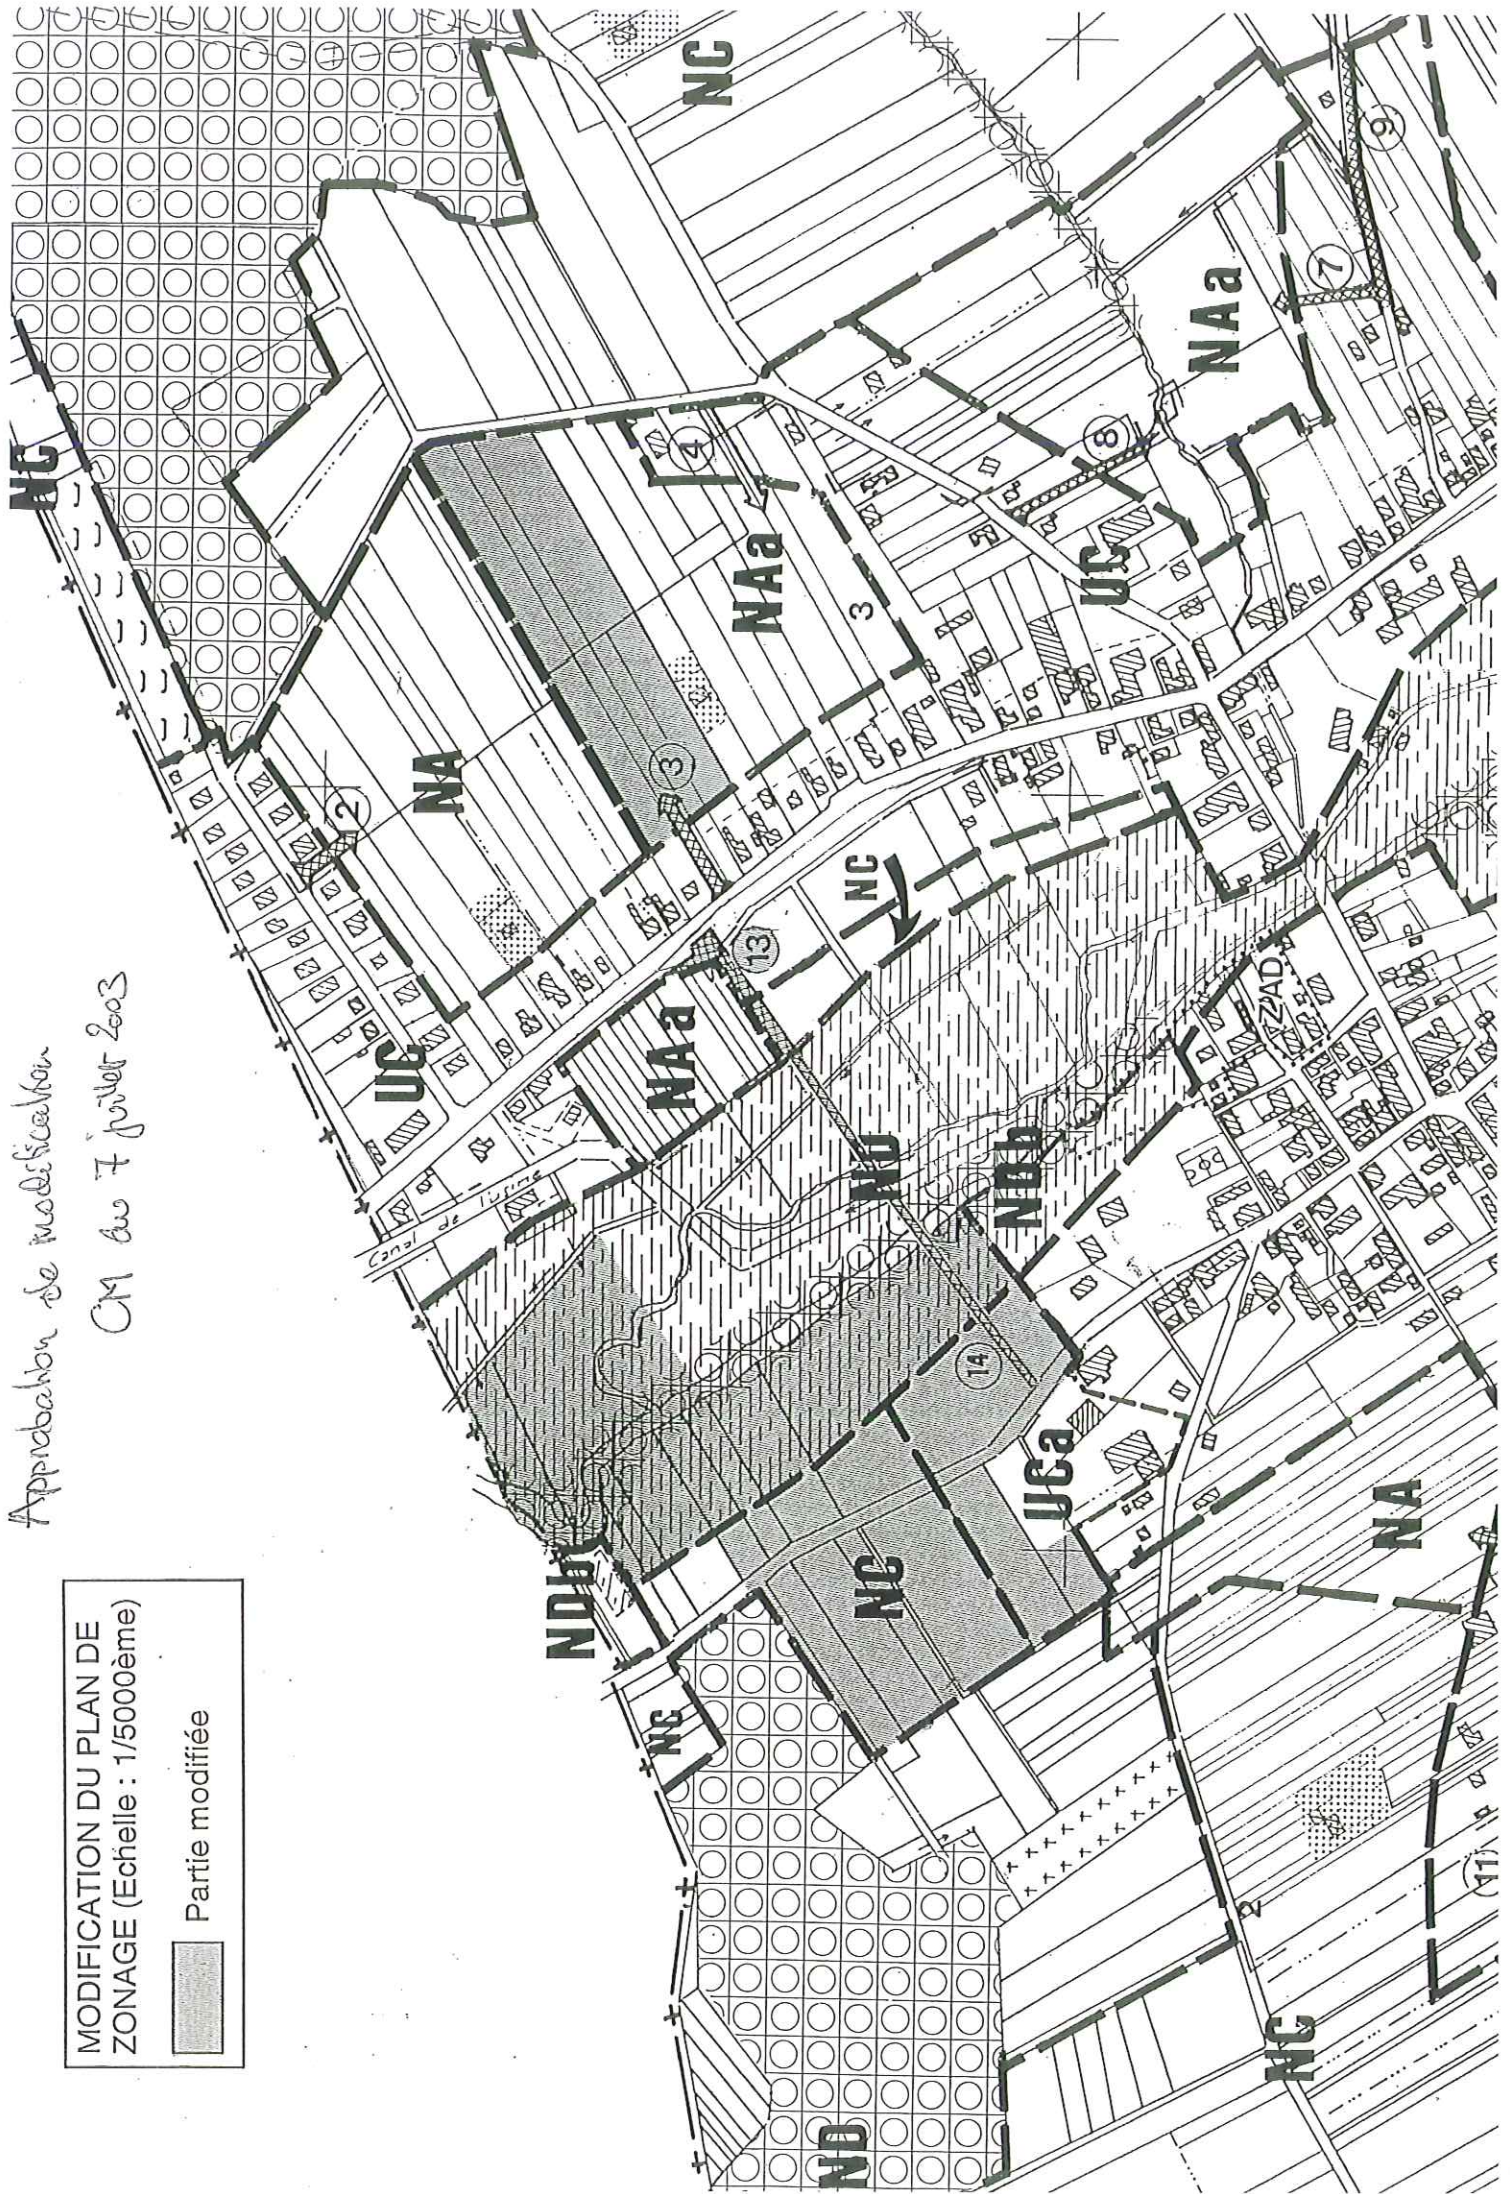 Approbation de modification
CM du 7 juillet 2003
MODIFICATION DU PLAN DE
ZONAGE (Echelle : 1/5000ème)
Partie modifiée
NC
NC
NA
2
3
4
NAa
3
UC
8
NAa
7
9
UC
NAa
13
NC
Canal de
ND
NDb
ZAD
14
NDb
NC
UCa
NC
NA
2
11
ND
NC